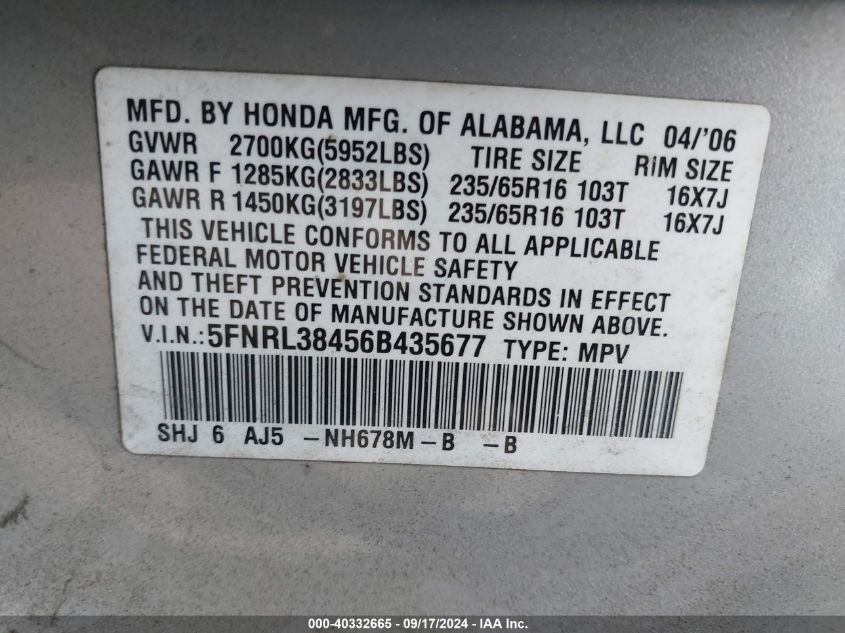 MFD. BY HONDA MFG. OF ALABAMA, LLC 04/'06
GVWR 2700KG(5952LBS) TIRE SIZE RIM SIZE
GAWR F 1285KG(2833LBS) 235/65R16 103T 16X7J
GAWR R 1450KG(3197LBS) 235/65R16 103T 16X7J
THIS VEHICLE CONFORMS TO ALL APPLICABLE
FEDERAL MOTOR VEHICLE SAFETY
AND THEFT PREVENTION STANDARDS IN EFFECT
ON THE DATE OF MANUFACTURE SHOWN ABOVE.
V.I.N.: 5FNRL38456B435677 TYPE: MPV
SHJ 6 AJ5 -NH678M-B -B
000-40332665 - 09/17/2024 - IAA Inc.